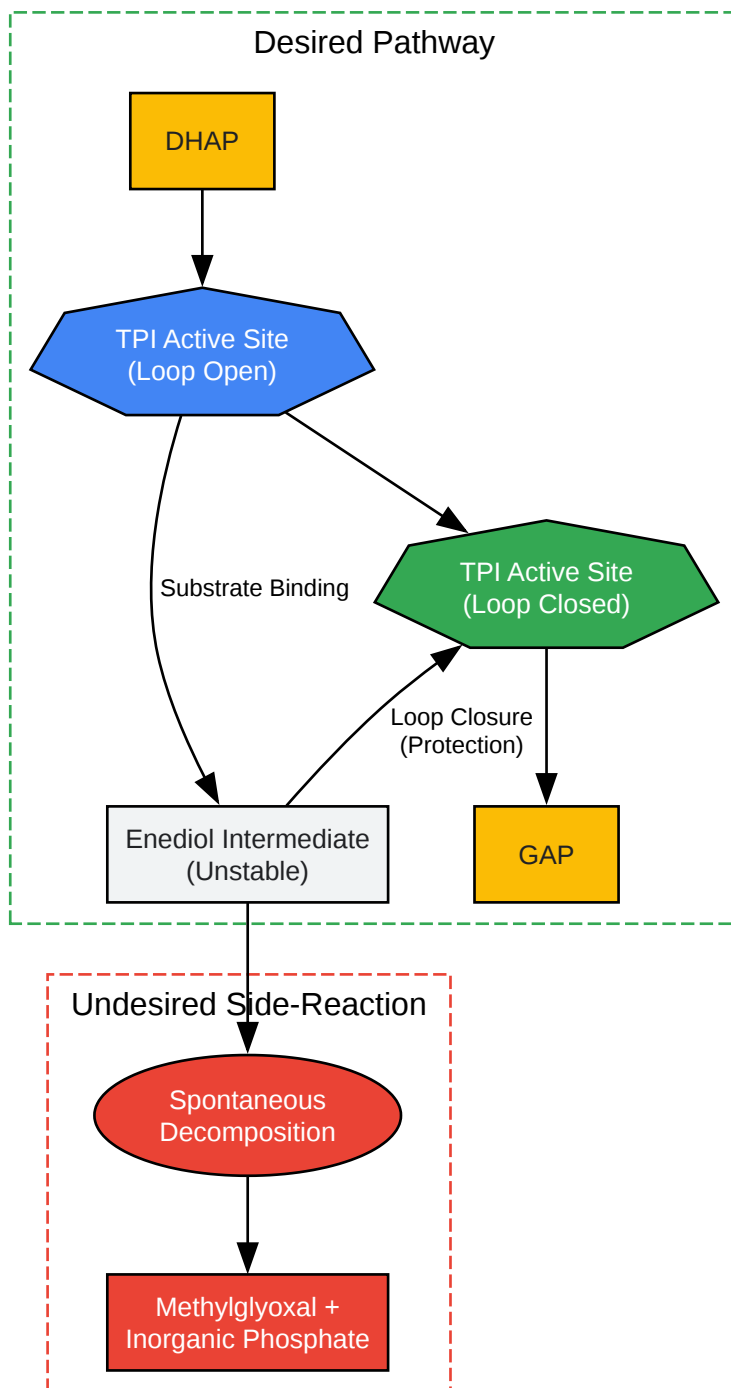 Desired Pathway
DHAP
TPI Active Site
(Loop Open)
TPI Active Site
(Loop Closed)
Substrate Binding
Loop Closure
(Protection)
Enediol Intermediate
(Unstable)
GAP
Undesired Side-Reaction
Spontaneous
Decomposition
Methylglyoxal +
Inorganic Phosphate